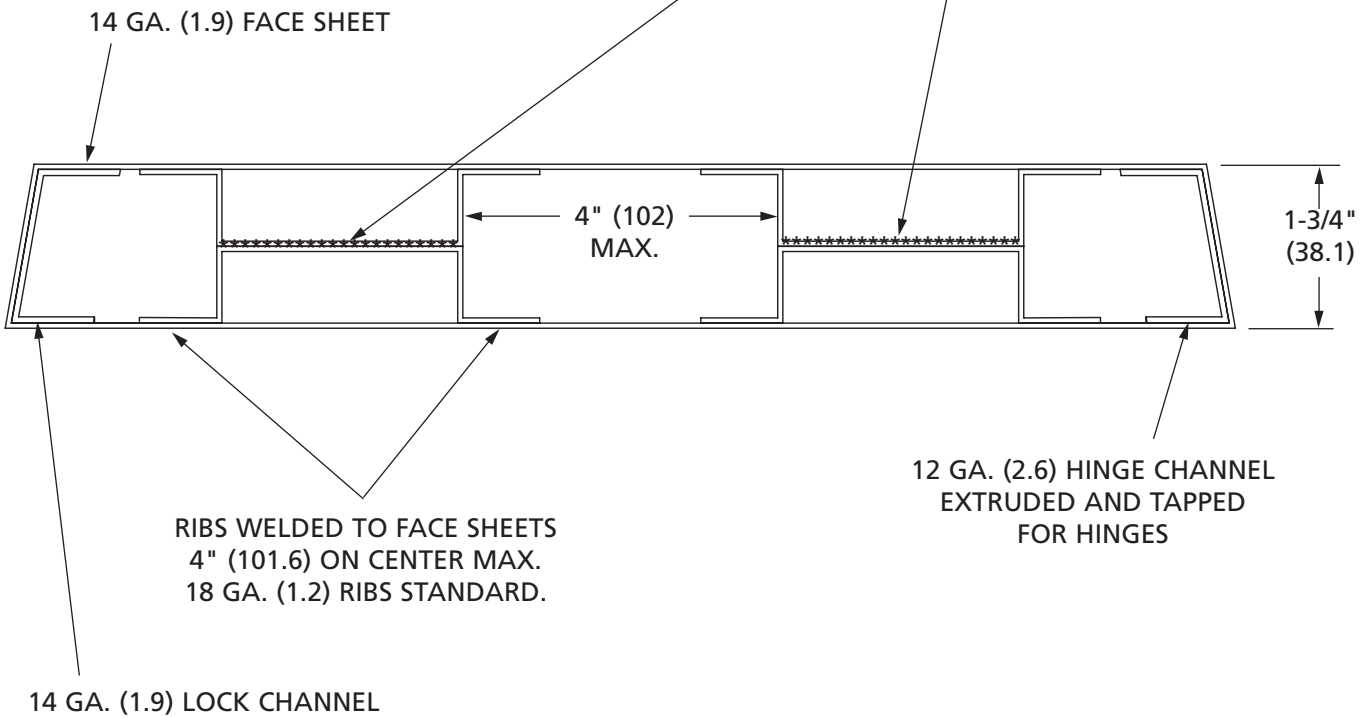 14 GA. (1.9) FACE SHEET
4" (102)
MAX.
1-3/4"
(38.1)
12 GA. (2.6) HINGE CHANNEL
EXTRUDED AND TAPPED
FOR HINGES
RIBS WELDED TO FACE SHEETS
4" (101.6) ON CENTER MAX.
18 GA. (1.2) RIBS STANDARD.
14 GA. (1.9) LOCK CHANNEL